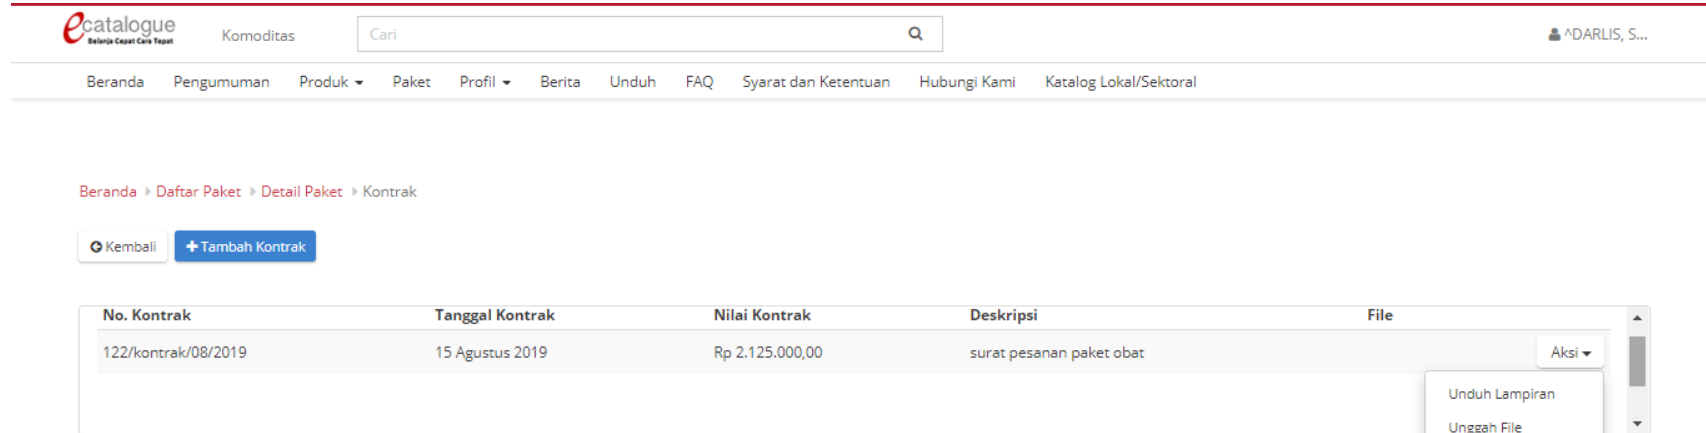 ecatalogue
Belanja Cepat Cara Tepat
Komoditas
Cari
^DARLIS, S...
Beranda Pengumuman Produk Paket Profil Berita Unduh FAQ Syarat dan Ketentuan Hubungi Kami Katalog Lokal/Sektoral
Beranda Daftar Paket Detail Paket Kontrak
Kembali + Tambah Kontrak
No. Kontrak Tanggal Kontrak Nilai Kontrak Deskripsi File
122/kontrak/08/2019 15 Agustus 2019 Rp 2.125.000,00 surat pesanan paket obat Aksi
Unduh Lampiran
Unggah File